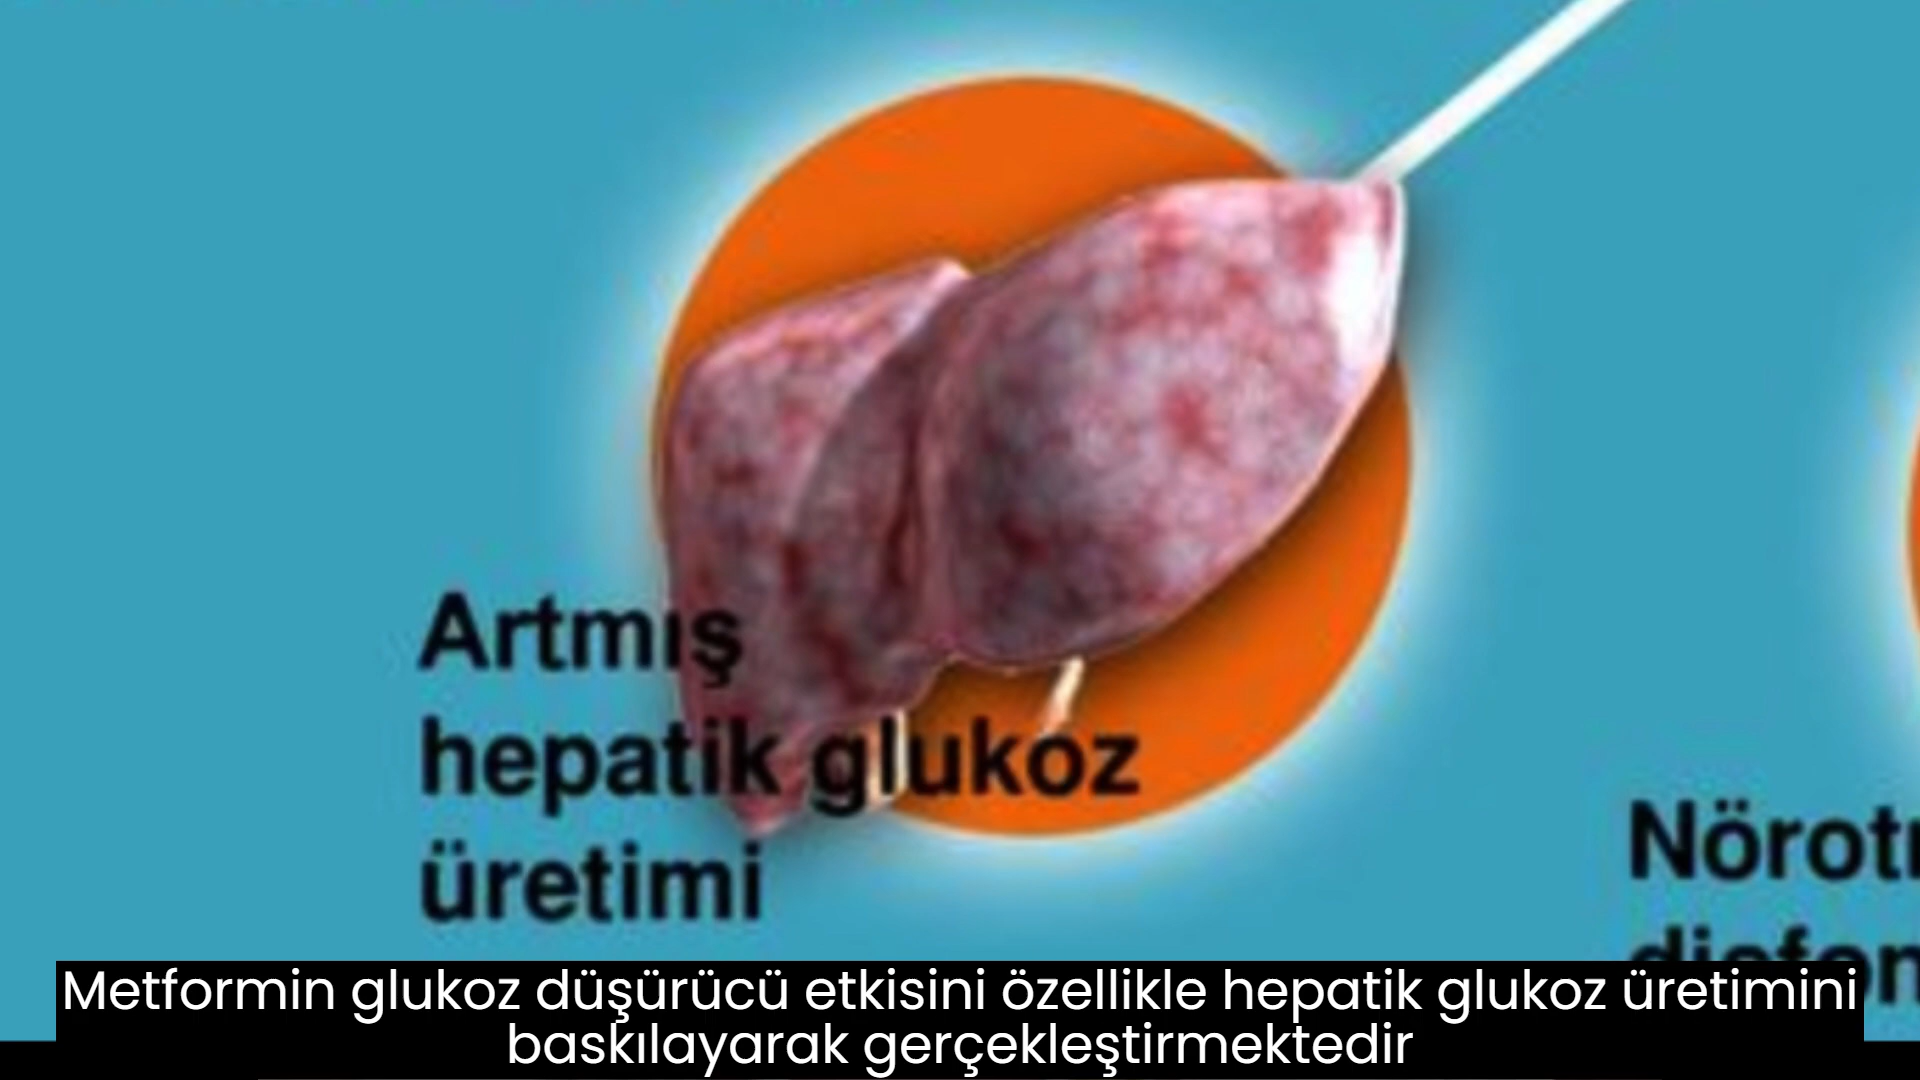 Artmış
hepatik glukoz
üretimi
Metformin glukoz düşürücü etkisini özellikle hepatik glukoz üretimini
baskılayarak gerçekleştirmektedir